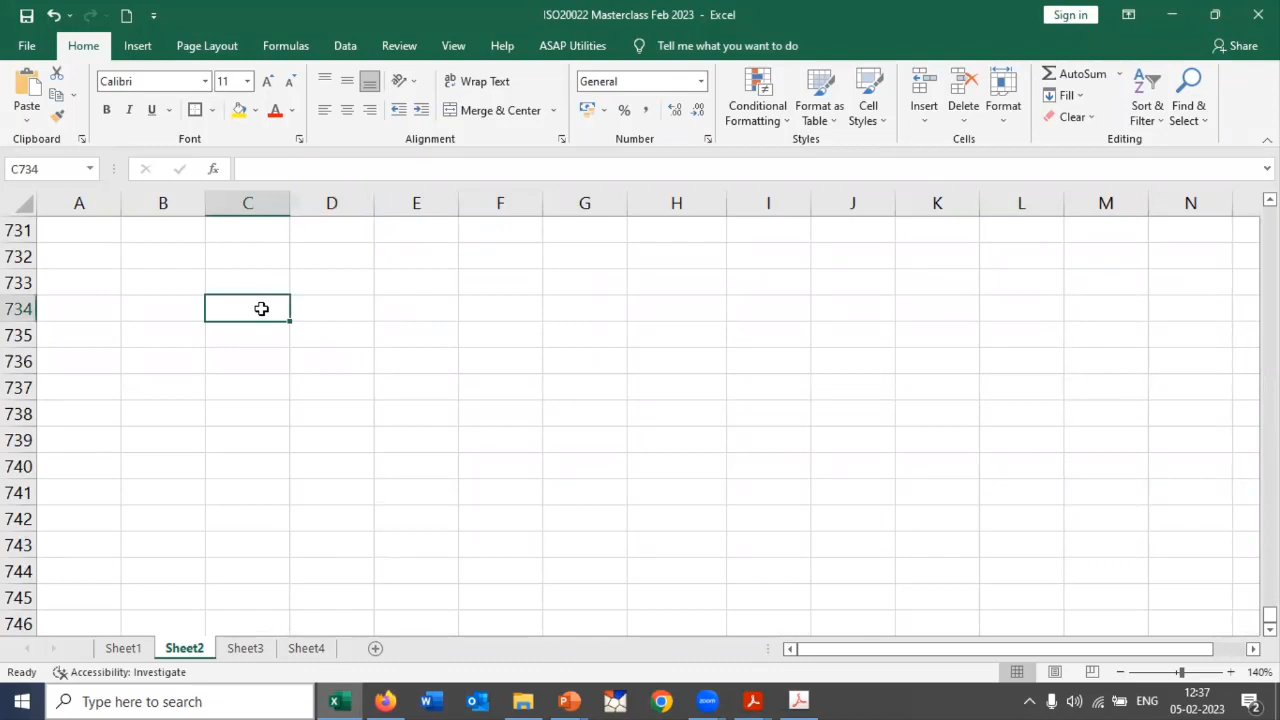 ISO20022 Masterclass Feb 2023 - Excel
Sign in
File Home Insert Page Layout Formulas Data Review View Help ASAP Utilities Tell me what you want to do Share
Paste
Calibri 11
B I U A
Wrap Text
Merge & Center
General
%
Conditional Formatting
Format as Table
Cell Styles
Insert
Delete
Format
AutoSum
Fill
Clear
Sort & Filter
Find & Select
Clipboard Font Alignment Number Styles Cells Editing
C734 fx
A B C D E F G H I J K L M N
731
732
733
734
735
736
737
738
739
740
741
742
743
744
745
746
Sheet1 Sheet2 Sheet3 Sheet4
Ready Accessibility: Investigate 140%
Type here to search zoom ENG 12:37
05-02-2023 2